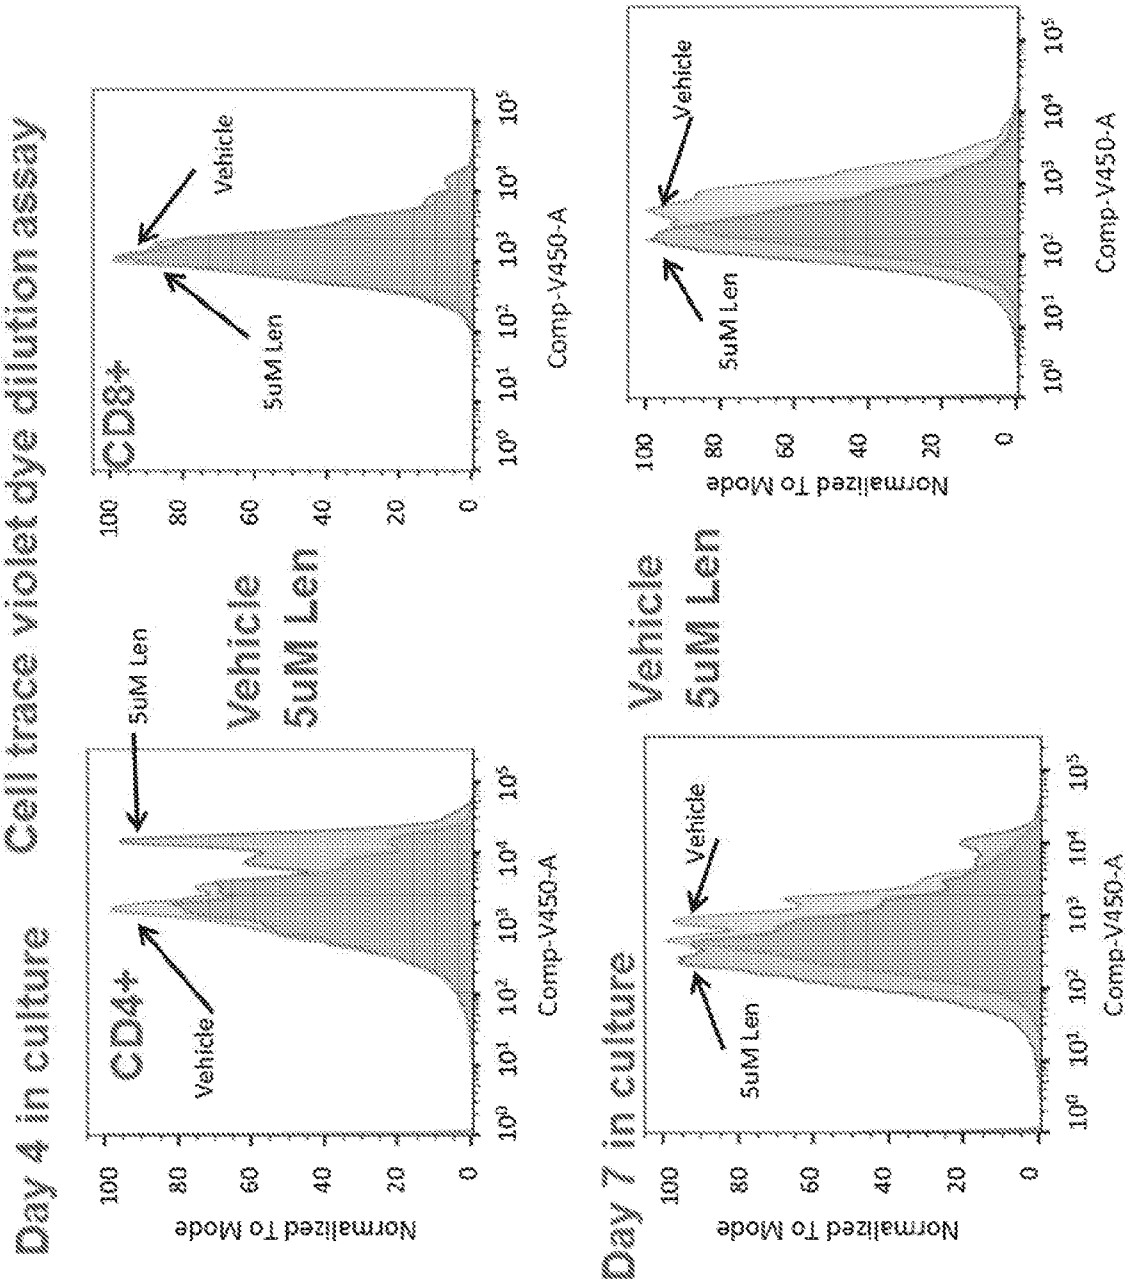 Day 4 in culture
Cell trace violet dye dilution assay
CD4+
Vehicle
5uM Len
Normalized To Mode
100
80
60
40
20
0
10⁰
10¹
10²
10³
10⁴
10⁵
Comp-V450-A
Vehicle
5uM Len
CD8+
5uM Len
Vehicle
100
80
60
40
20
0
10⁰
10¹
10²
10³
10⁴
10⁵
Comp-V450-A
Day 7 in culture
5uM Len
Vehicle
Normalized To Mode
100
80
60
40
20
0
10⁰
10¹
10²
10³
10⁴
10⁵
Comp-V450-A
Vehicle
5uM Len
5uM Len
Vehicle
Normalized To Mode
100
80
60
40
20
0
10⁰
10¹
10²
10³
10⁴
10⁵
Comp-V450-A